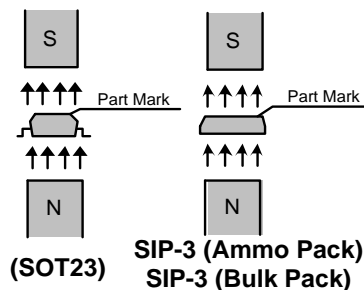 S
Part Mark
N
(SOT23)
S
Part Mark
N
SIP-3 (Ammo Pack)
SIP-3 (Bulk Pack)